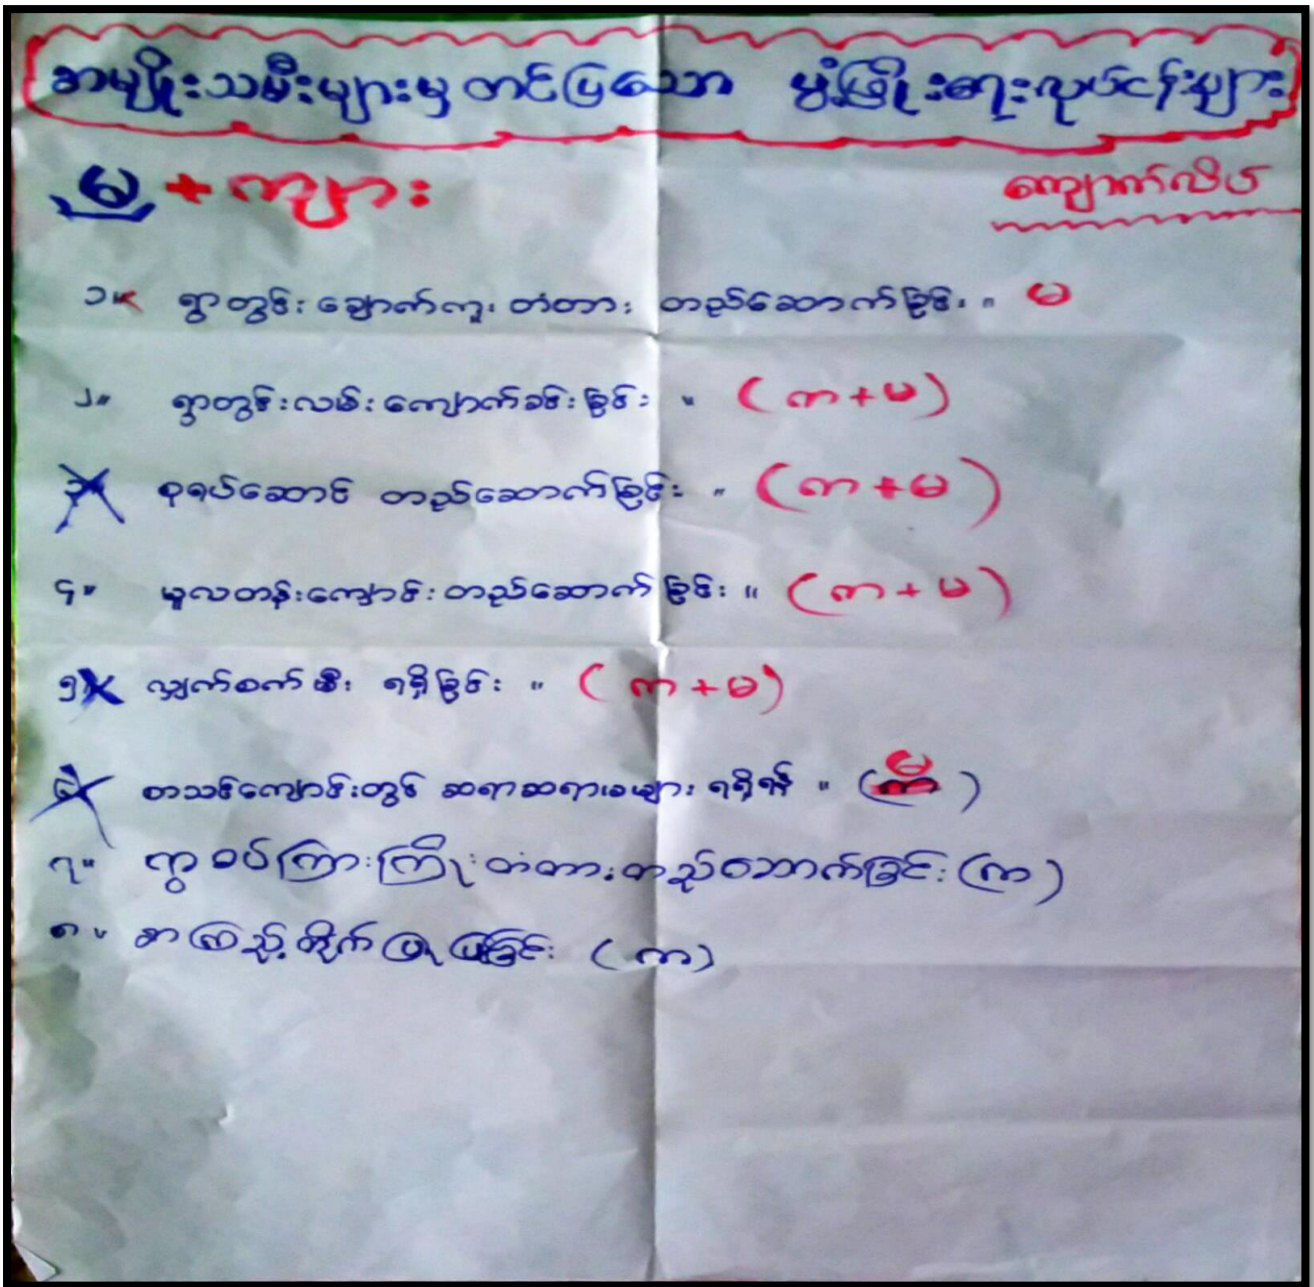 အမျိုးသမီးများမှ တင်ပြသော ဖွံ့ဖြိုးရေးလုပ်ငန်းများ
မ + ကျား
ကျောက်လိပ်
၁။ ရွာတွင်း ချောက်ကူး တံတား တည်ဆောက်ခြင်း။ မ
၂။ ရွာတွင်းလမ်းကျောက်ခင်းခြင်း ။ (က+မ)
၃။ စုရပ်ဆောင် တည်ဆောက်ခြင်း ။ (က+မ)
၄။ မူလတန်းကျောင်း တည်ဆောက်ခြင်း ။ (က+မ)
၅။ လျှပ်စစ်မီး ရရှိခြင်း ။ (က+မ)
၆။ စာသင်ကျောင်းတွင် ဆရာဆရာမများ ရရှိရန် ။ (မ)
၇။ ကွင်းစပ်ကြားကြိုးတံတားတည်ဆောက်ခြင်း (က)
၈။ စာကြည့်တိုက် ပြုပြင်ခြင်း (က)